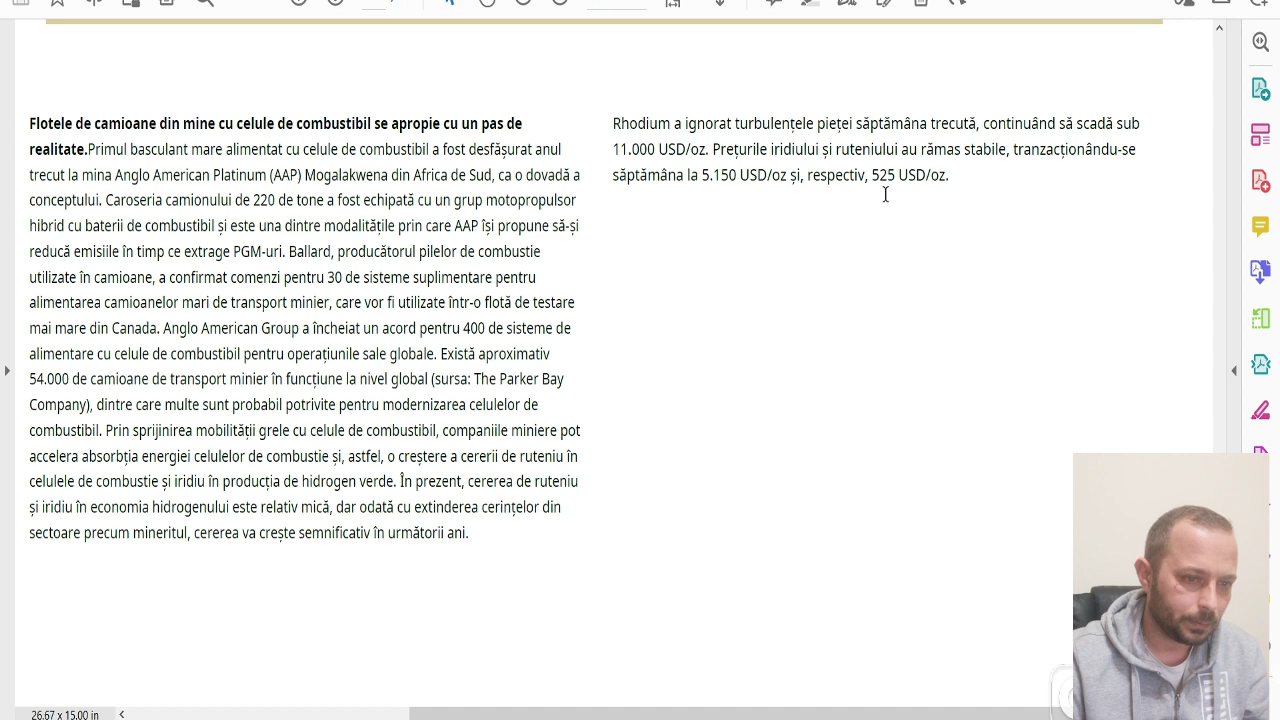 Flotele de camioane din mine cu celule de combustibil se apropie cu un pas de
realitate.Primul basculant mare alimentat cu celule de combustibil a fost desfășurat anul
trecut la mina Anglo American Platinum (AAP) Mogalakwena din Africa de Sud, ca o dovadă a
conceptului. Caroseria camionului de 220 de tone a fost echipată cu un grup motopropulsor
hibrid cu baterii de combustibil și este una dintre modalitățile prin care AAP își propune să-și
reducă emisiile în timp ce extrage PGM-uri. Ballard, producătorul pilelor de combustie
utilizate în camioane, a confirmat comenzi pentru 30 de sisteme suplimentare pentru
alimentarea camioanelor mari de transport minier, care vor fi utilizate într-o flotă de testare
mai mare din Canada. Anglo American Group a încheiat un acord pentru 400 de sisteme de
alimentare cu celule de combustibil pentru operațiunile sale globale. Există aproximativ
54.000 de camioane de transport minier în funcțiune la nivel global (sursa: The Parker Bay
Company), dintre care multe sunt probabil potrivite pentru modernizarea celulelor de
combustibil. Prin sprijinirea mobilității grele cu celule de combustibil, companiile miniere pot
accelera absorbția energiei celulelor de combustie și, astfel, o creștere a cererii de ruteniu în
celulele de combustie și iridiu în producția de hidrogen verde. În prezent, cererea de ruteniu
și iridiu în economia hidrogenului este relativ mică, dar odată cu extinderea cerințelor din
sectoare precum mineritul, cererea va crește semnificativ în următorii ani.
Rhodium a ignorat turbulențele pieței săptămâna trecută, continuând să scadă sub
11.000 USD/oz. Prețurile iridiului și ruteniului au rămas stabile, tranzacționându-se
săptămâna la 5.150 USD/oz și, respectiv, 525 USD/oz.
26.67 x 15.00 in